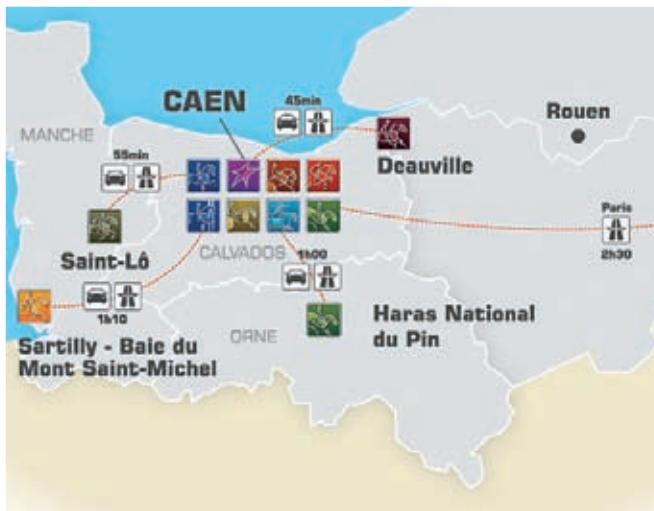 CAEN
45min
Rouen
MANCHE
55min
Deauville
Paris
2h30
Saint-Lô
CALVADOS
1h00
1h10
Haras National
du Pin
ORNE
Sartilly - Baie du
Mont Saint-Michel